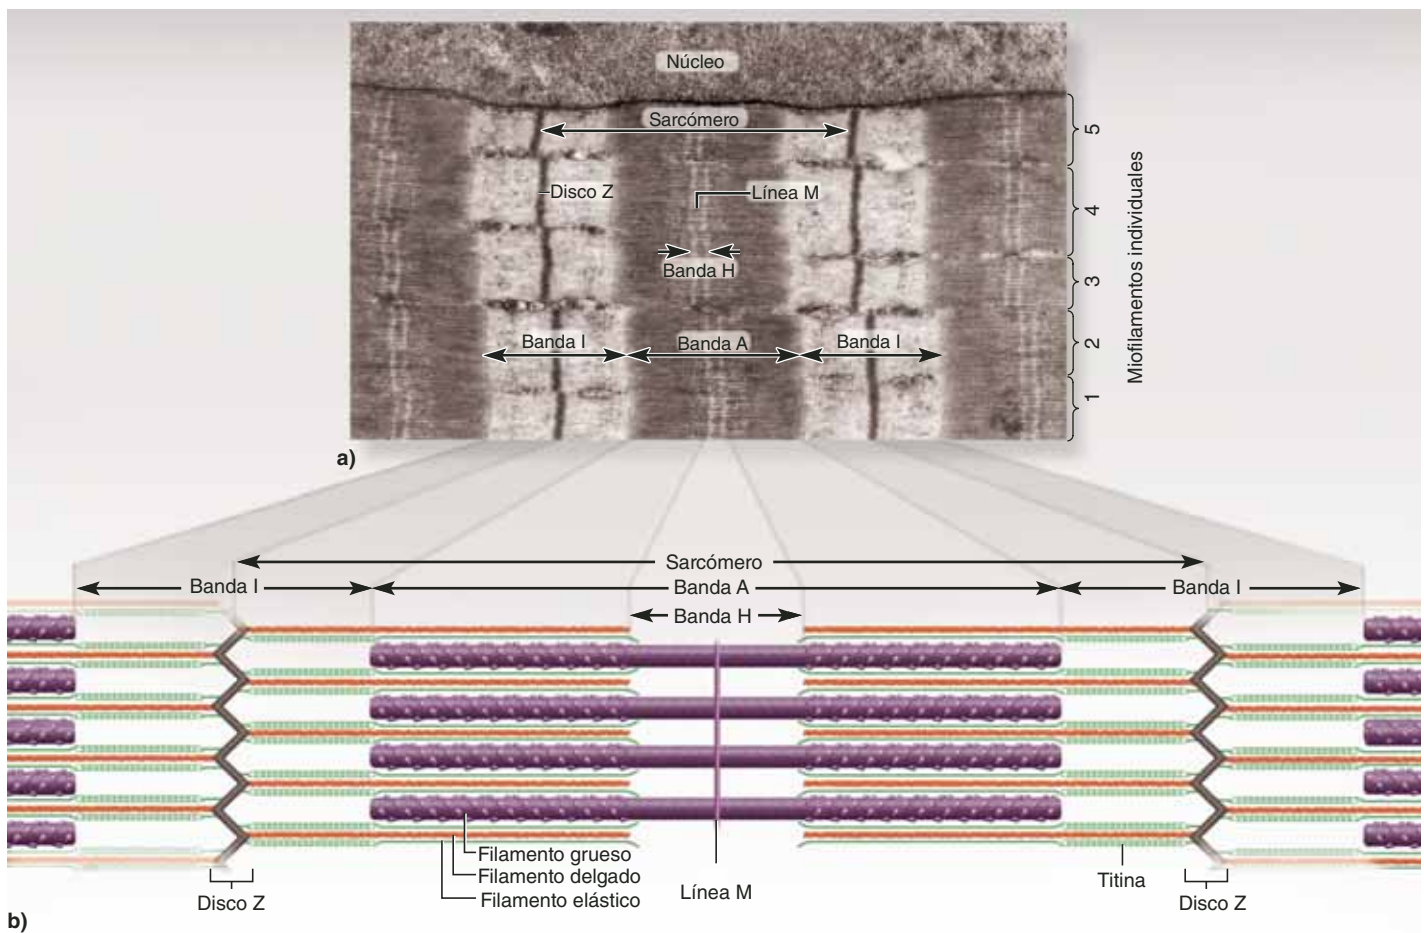 Núcleo
Sarcómero
Disco Z
Línea M
Banda H
Banda I
Banda A
Banda I
5
4
3
2
1
Miofilamentos individuales
a)
Sarcómero
Banda I
Banda A
Banda I
Banda H
Filamento grueso
Filamento delgado
Filamento elástico
Línea M
Titina
Disco Z
Disco Z
b)